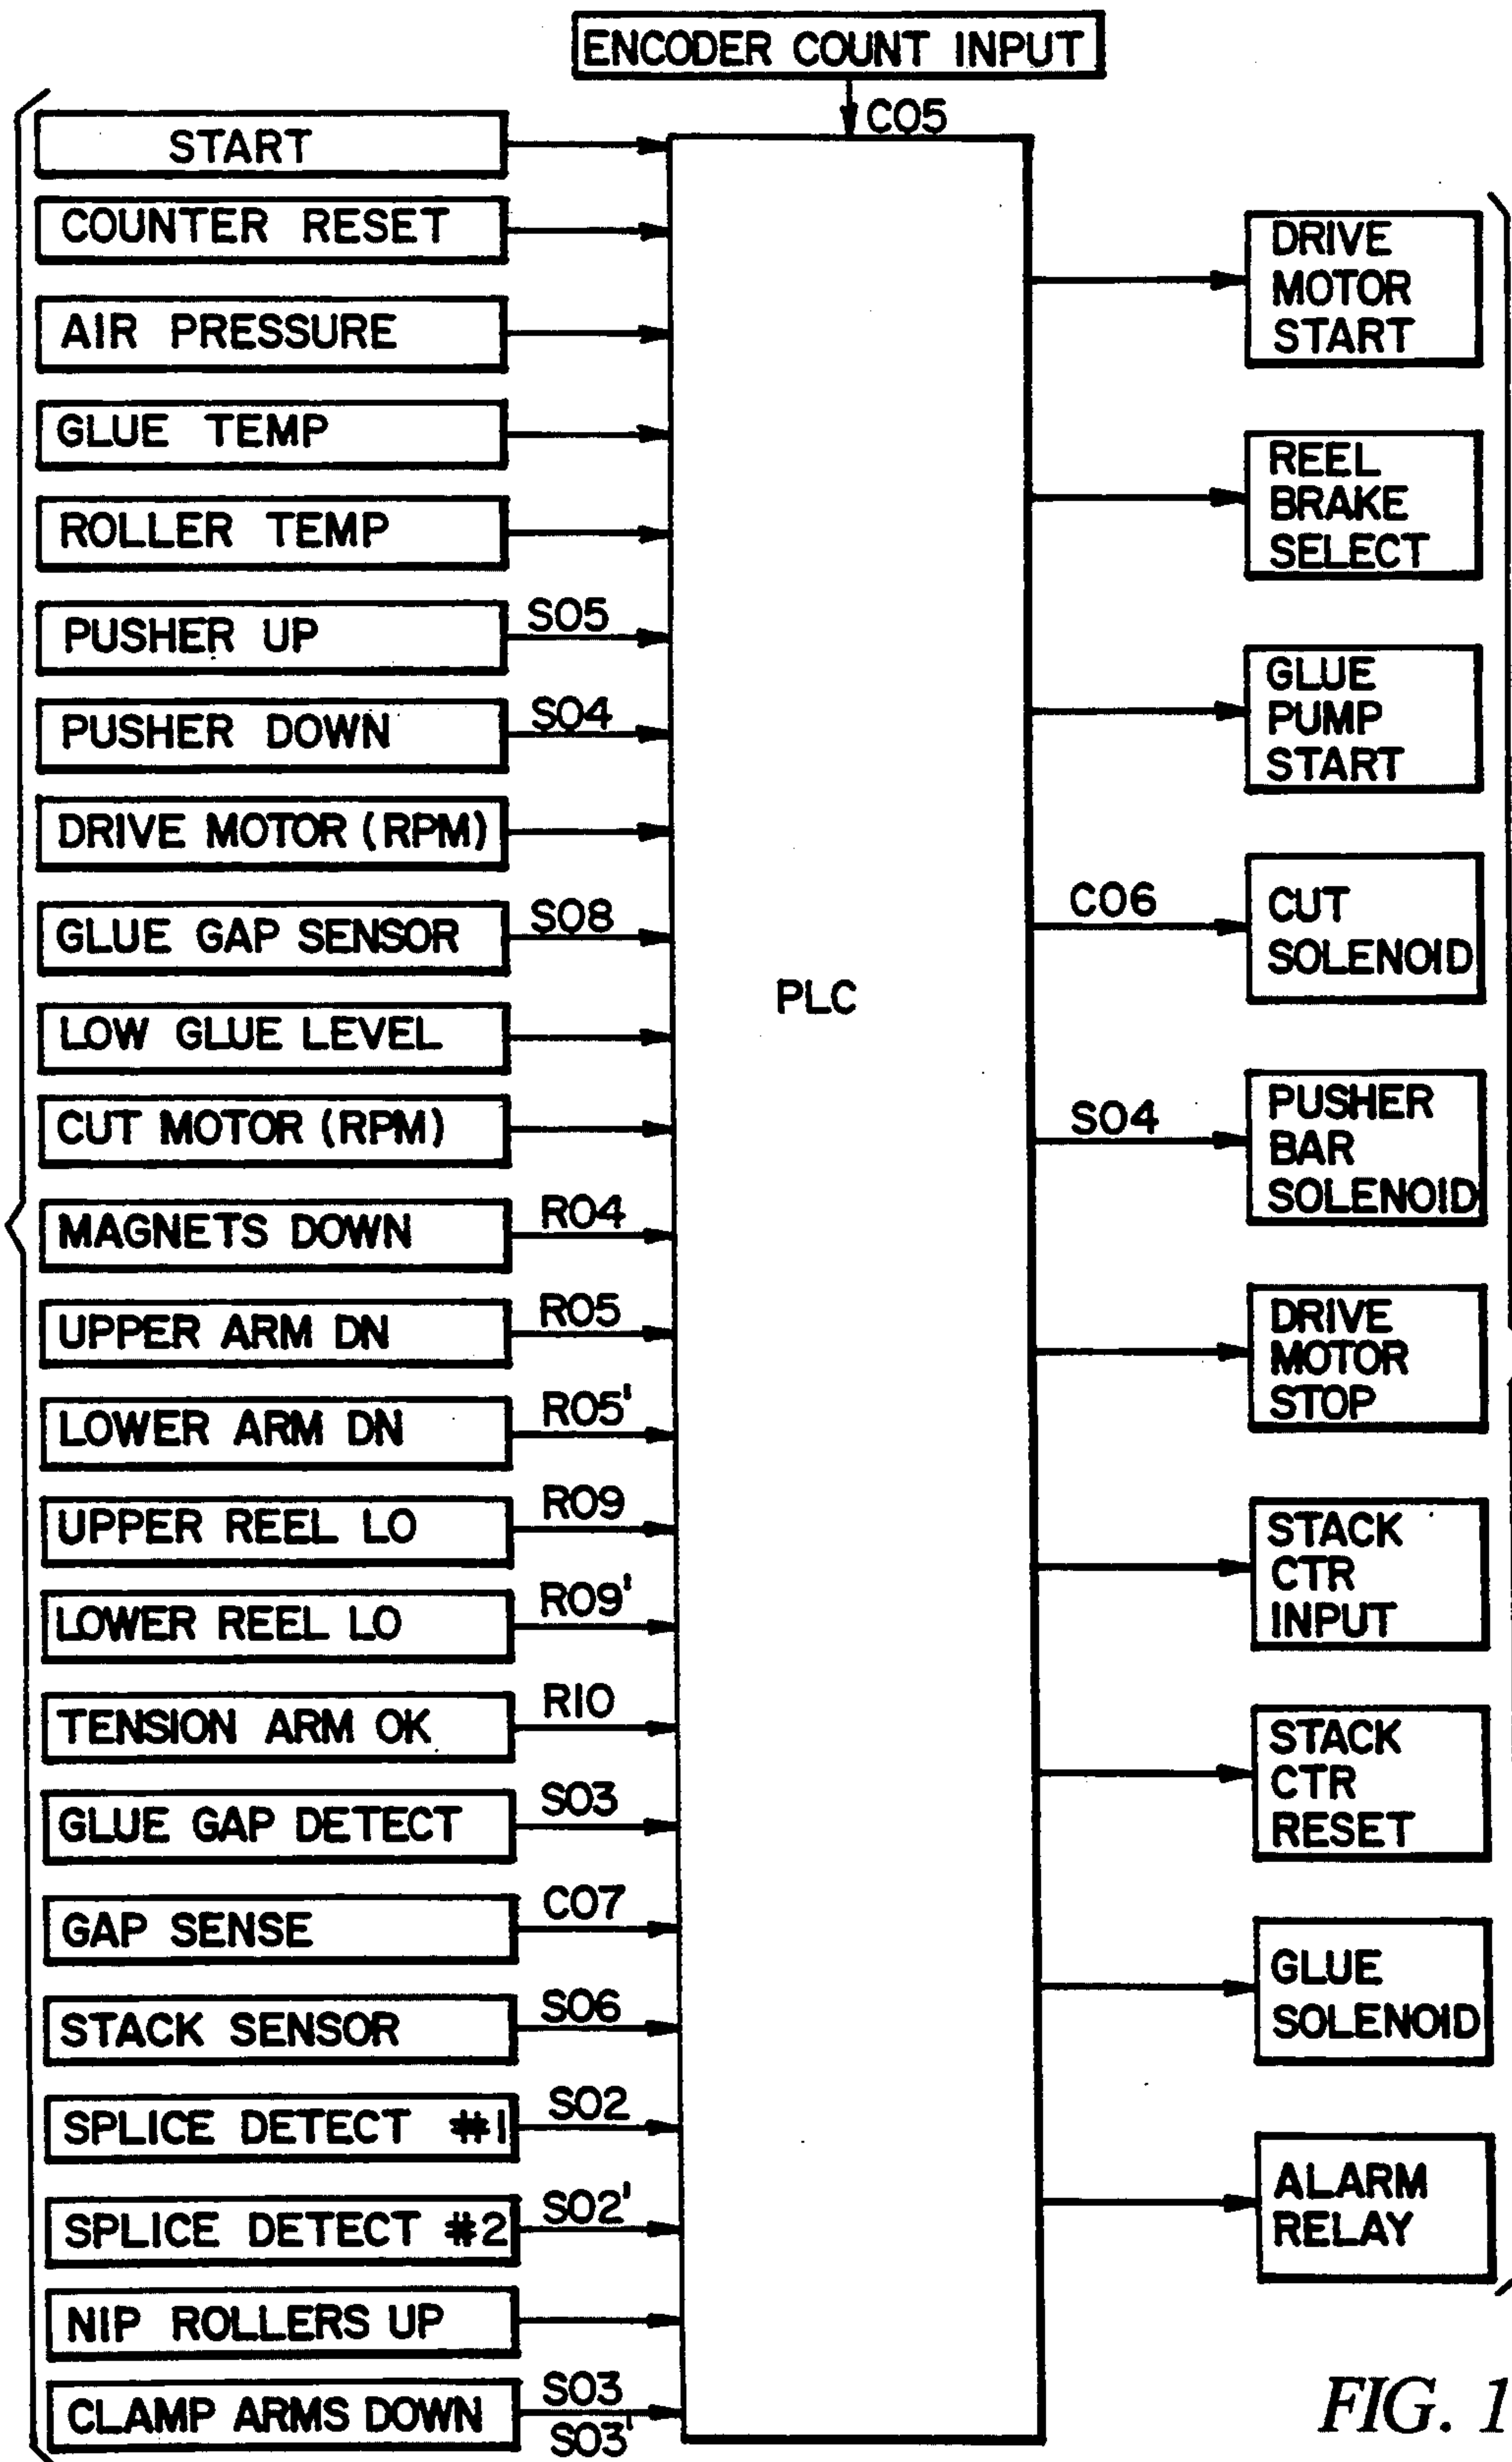 ENCODER COUNT INPUT
C05
START
COUNTER RESET
AIR PRESSURE
GLUE TEMP
ROLLER TEMP
PUSHER UP
S05
PUSHER DOWN
S04
DRIVE MOTOR (RPM)
GLUE GAP SENSOR
S08
LOW GLUE LEVEL
CUT MOTOR (RPM)
MAGNETS DOWN
R04
UPPER ARM DN
R05
LOWER ARM DN
R05'
UPPER REEL LO
R09
LOWER REEL LO
R09'
TENSION ARM OK
R10
GLUE GAP DETECT
S03
GAP SENSE
C07
STACK SENSOR
S06
SPLICE DETECT #1
S02
SPLICE DETECT #2
S02'
NIP ROLLERS UP
CLAMP ARMS DOWN
S03
S03'
PLC
DRIVE
MOTOR
START
REEL
BRAKE
SELECT
GLUE
PUMP
START
C06
CUT
SOLENOID
S04
PUSHER
BAR
SOLENOID
DRIVE
MOTOR
STOP
STACK
CTR
INPUT
STACK
CTR
RESET
GLUE
SOLENOID
ALARM
RELAY
FIG. 1